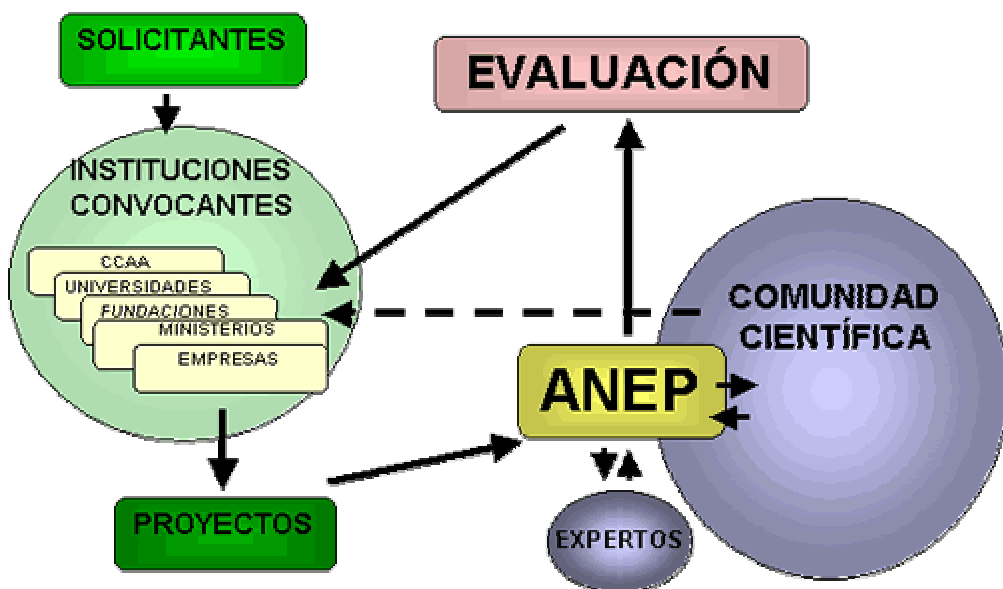 SOLICITANTES
EVALUACIÓN
INSTITUCIONES
CONVOCANTES
CCAA
UNIVERSIDADES
FUNDACIONES
MINISTERIOS
EMPRESAS
COMUNIDAD
CIENTÍFICA
ANEP
PROYECTOS
EXPERTOS